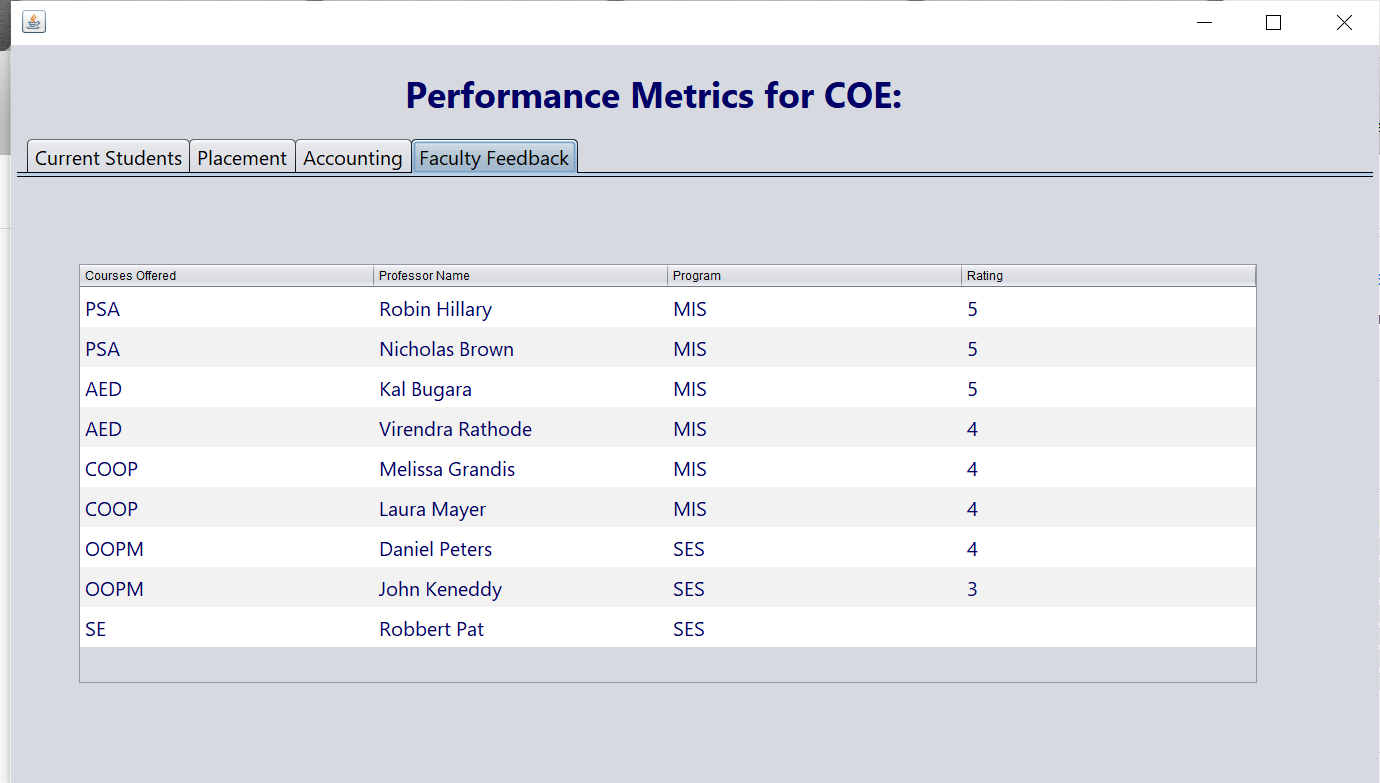 Performance Metrics for COE:
Current Students Placement Accounting Faculty Feedback
Courses Offered Professor Name Program Rating
PSA Robin Hillary MIS 5
PSA Nicholas Brown MIS 5
AED Kal Bugara MIS 5
AED Virendra Rathode MIS 4
COOP Melissa Grandis MIS 4
COOP Laura Mayer MIS 4
OOPM Daniel Peters SES 4
OOPM John Keneddy SES 3
SE Robbert Pat SES